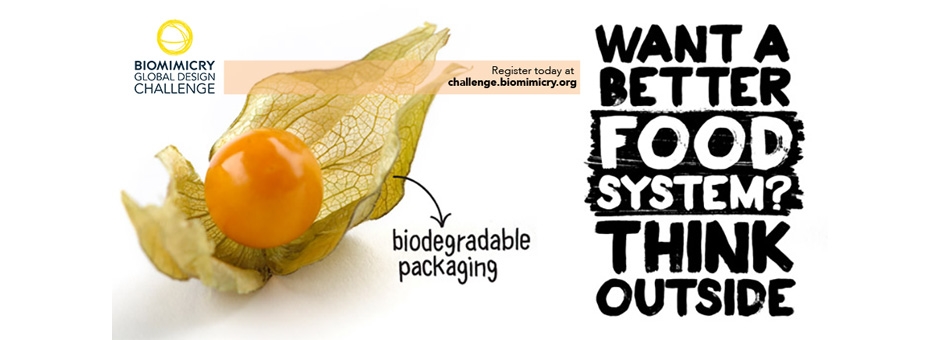 BIOMIMICRY
GLOBAL DESIGN
CHALLENGE
Register today at
challenge.biomimicry.org
biodegradable
packaging
WANT A
BETTER
FOOD
SYSTEM?
THINK
OUTSIDE